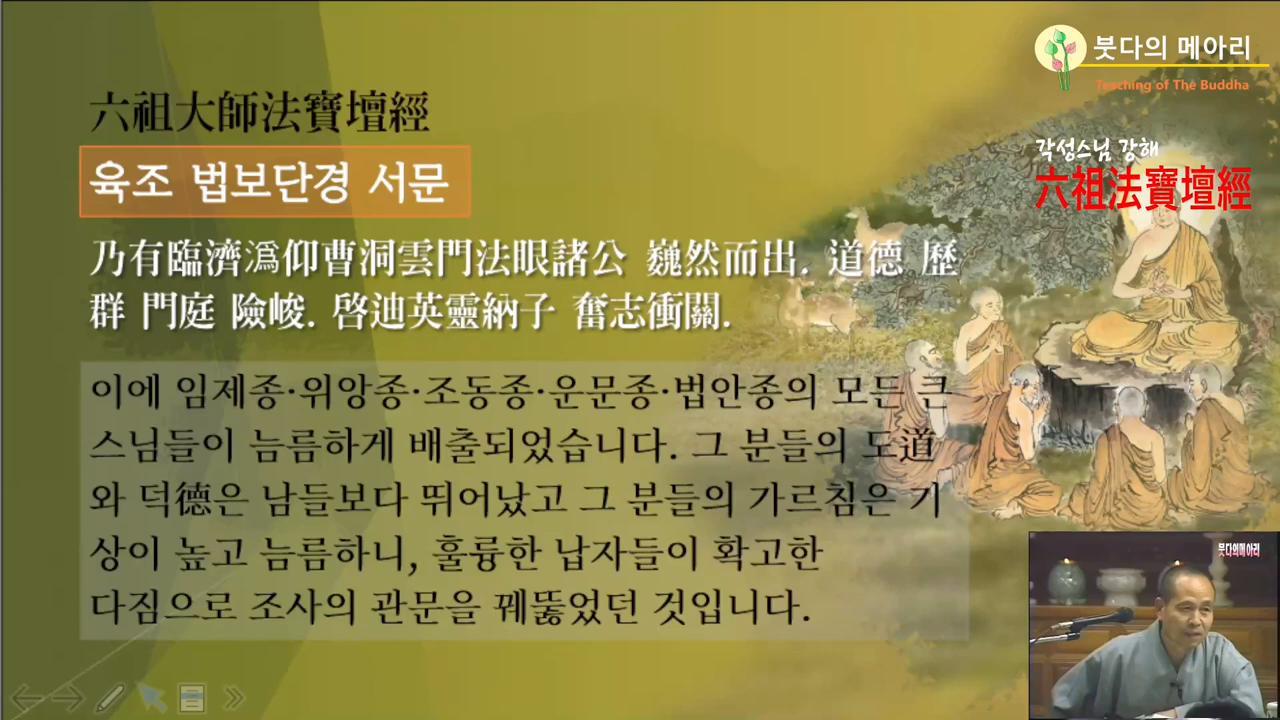 붓다의 메아리
Teaching of The Buddha
六祖大師法寶壇經
각성스님 강해
六祖法寶壇經
육조 법보단경 서문
乃有臨濟潙仰曹洞雲門法眼諸公 巍然而出. 道德 歷
群 門庭 險峻. 啓迪英靈納子 奮志衝關.
이에 임제종·위앙종·조동종·운문종·법안종의 모든 큰
스님들이 늠름하게 배출되었습니다. 그 분들의 도道
와 덕德은 남들보다 뛰어났고 그 분들의 가르침은 기
상이 높고 늠름하니, 훌륭한 납자들이 확고한
다짐으로 조사의 관문을 꿰뚫었던 것입니다.
붓다의메아리